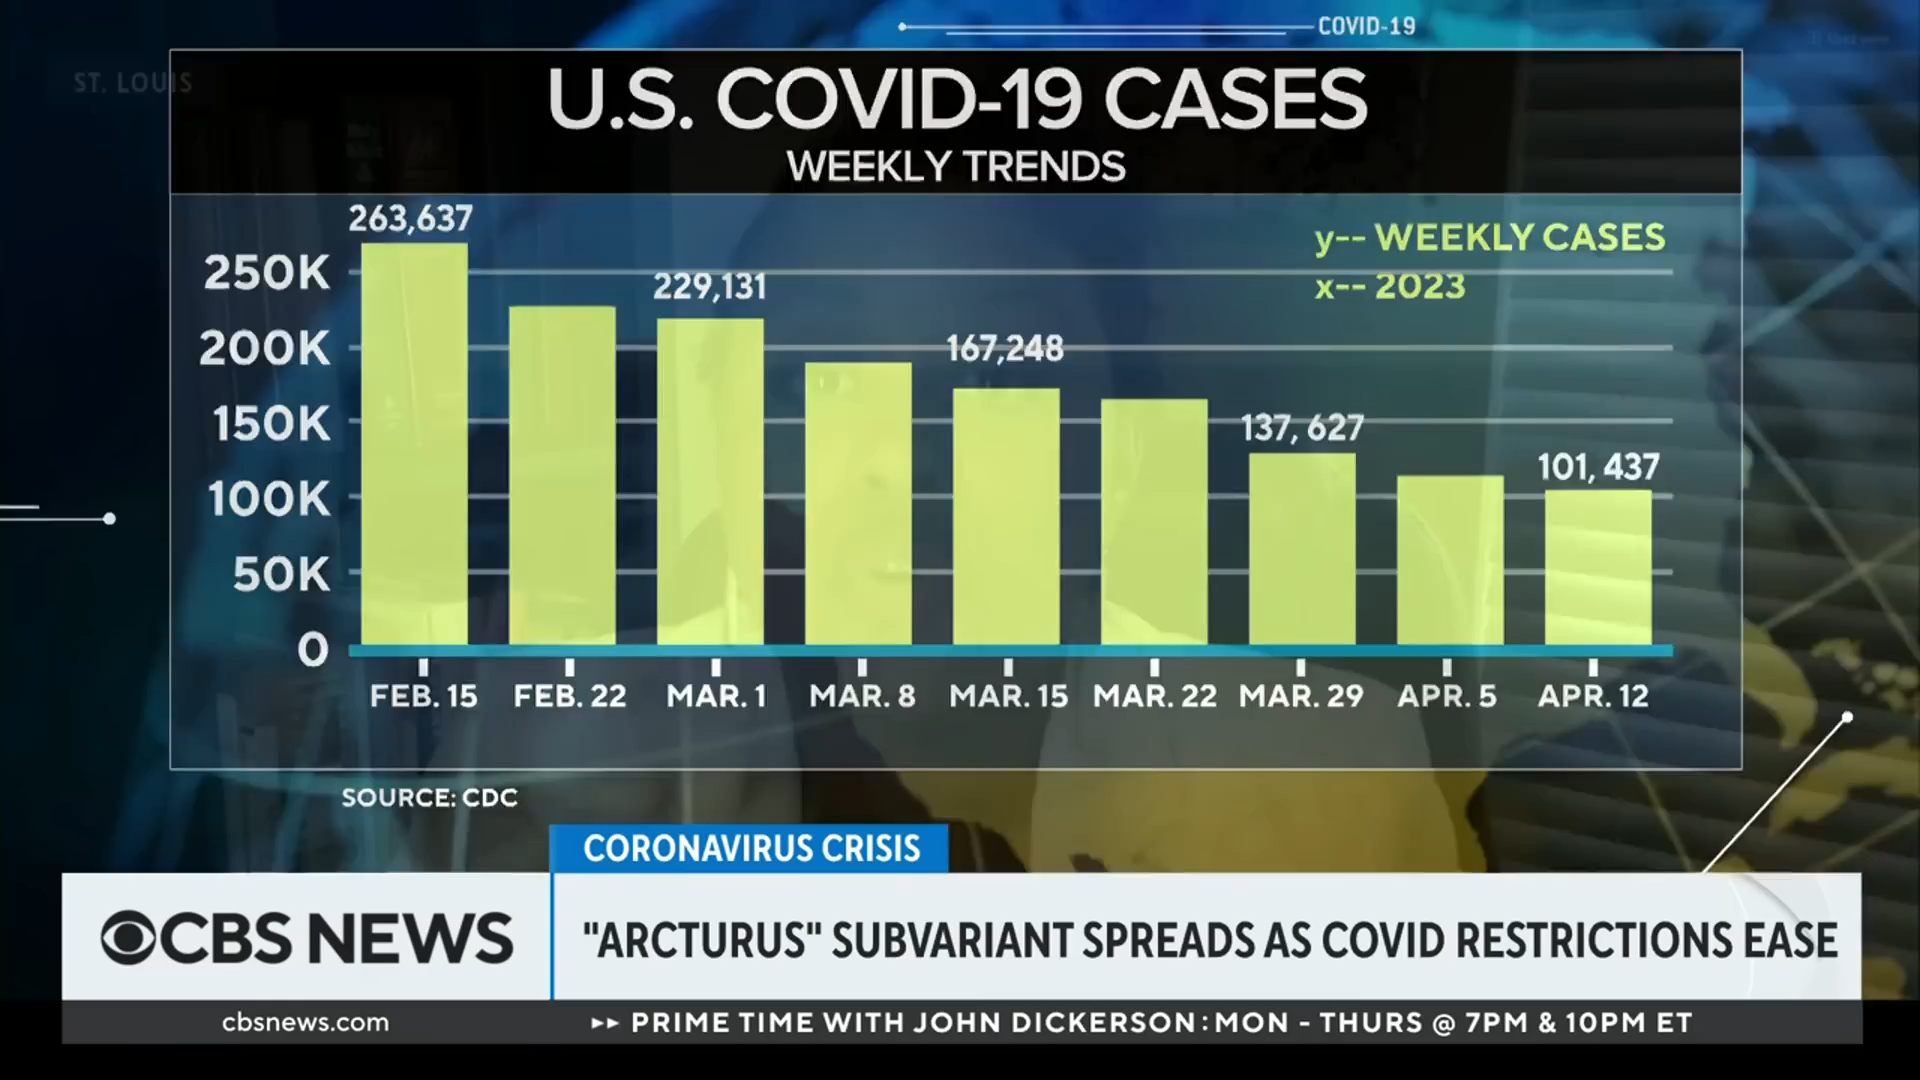 COVID-19
ST. LOUIS
U.S. COVID-19 CASES
WEEKLY TRENDS
y-- WEEKLY CASES
x-- 2023
263,637
229,131
167,248
137, 627
101, 437
250K
200K
150K
100K
50K
0
FEB. 15 FEB. 22 MAR. 1 MAR. 8 MAR. 15 MAR. 22 MAR. 29 APR. 5 APR. 12
SOURCE: CDC
CORONAVIRUS CRISIS
CBS NEWS
"ARCTURUS" SUBVARIANT SPREADS AS COVID RESTRICTIONS EASE
cbsnews.com
PRIME TIME WITH JOHN DICKERSON: MON - THURS @ 7PM & 10PM ET